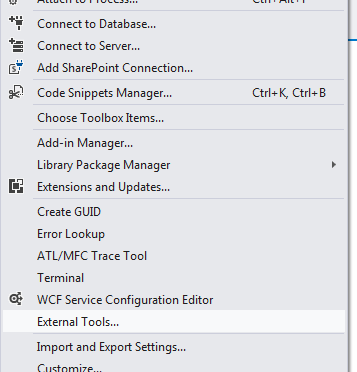 Attach to Process... Ctrl+Alt+P
Connect to Database...
Connect to Server...
Add SharePoint Connection...
Code Snippets Manager... Ctrl+K, Ctrl+B
Choose Toolbox Items...
Add-in Manager...
Library Package Manager
Extensions and Updates...
Create GUID
Error Lookup
ATL/MFC Trace Tool
Terminal
WCF Service Configuration Editor
External Tools...
Import and Export Settings...
Customize...